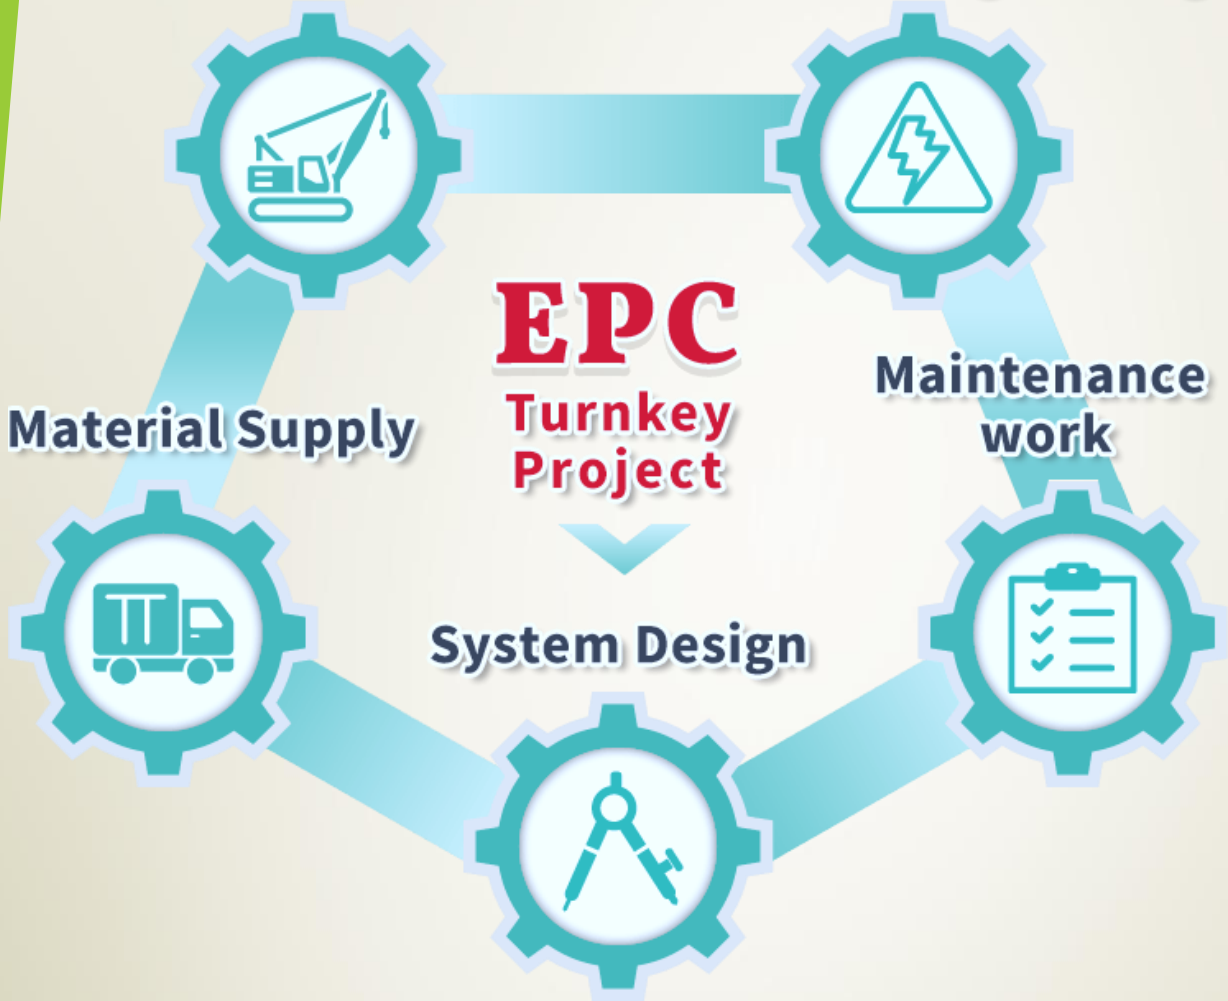 EPC
Turnkey
Project
Material Supply
Maintenance
work
System Design